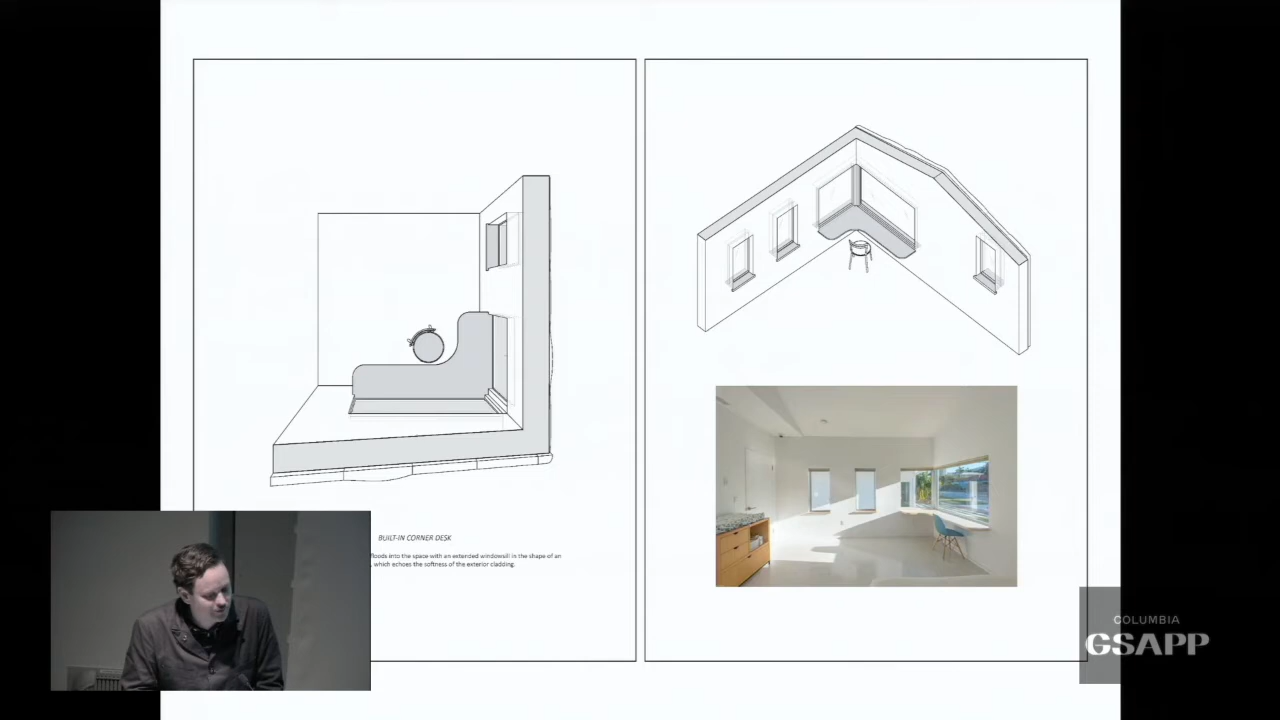 BUILT-IN CORNER DESK
floods into the space with an extended windowsill in the shape of an
, which echoes the softness of the exterior cladding.
COLUMBIA
GSAPP